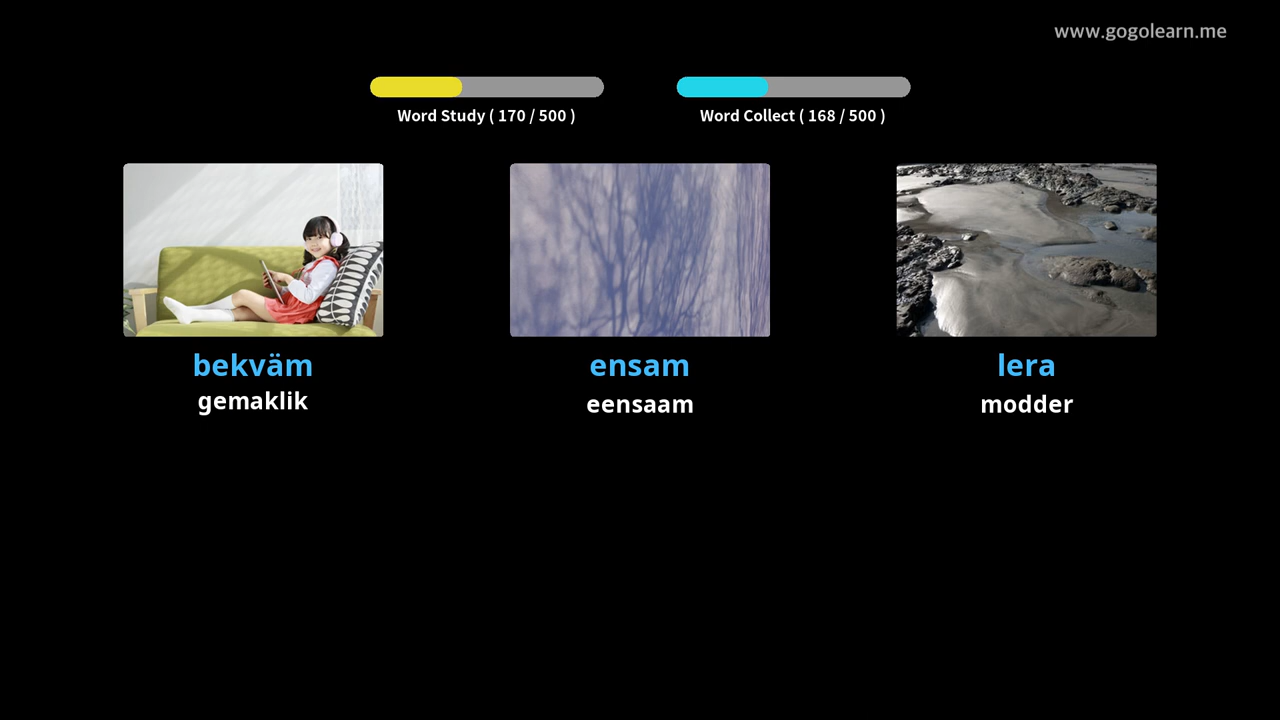 www.gogolearn.me
Word Study ( 170 / 500 )
Word Collect ( 168 / 500 )
bekväm
gemaklik
ensam
eensaam
lera
modder